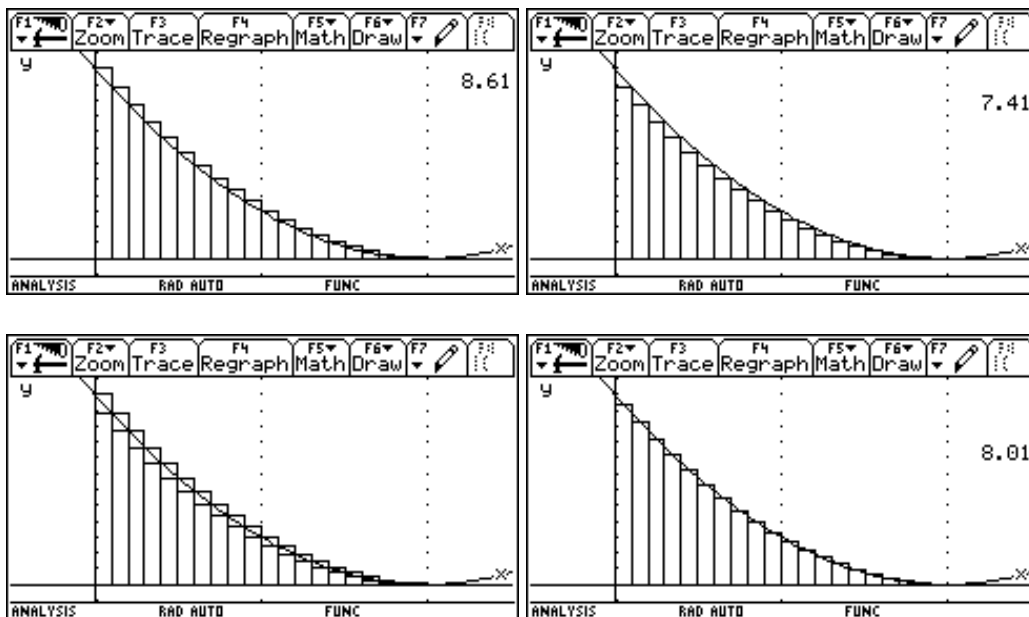 F1 F2 F3 F4 F5 F6 F7
Zoom Trace Regraph Math Draw
y
8.61
x
ANALYSIS RAD AUTO FUNC
F1 F2 F3 F4 F5 F6 F7
Zoom Trace Regraph Math Draw
y
7.41
x
ANALYSIS RAD AUTO FUNC
F1 F2 F3 F4 F5 F6 F7
Zoom Trace Regraph Math Draw
y
x
ANALYSIS RAD AUTO FUNC
F1 F2 F3 F4 F5 F6 F7
Zoom Trace Regraph Math Draw
y
8.01
x
ANALYSIS RAD AUTO FUNC